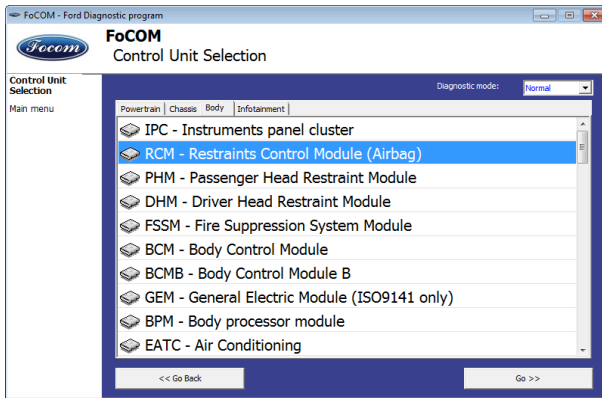 FoCOM - Ford Diagnostic program
Focom
FoCOM
Control Unit Selection
Control Unit
Selection
Main menu
Diagnostic mode:
Normal
Powertrain
Chassis
Body
Infotainment
IPC - Instruments panel cluster
RCM - Restraints Control Module (Airbag)
PHM - Passenger Head Restraint Module
DHM - Driver Head Restraint Module
FSSM - Fire Suppression System Module
BCM - Body Control Module
BCMB - Body Control Module B
GEM - General Electric Module (ISO9141 only)
BPM - Body processor module
EATC - Air Conditioning
<< Go Back
Go >>